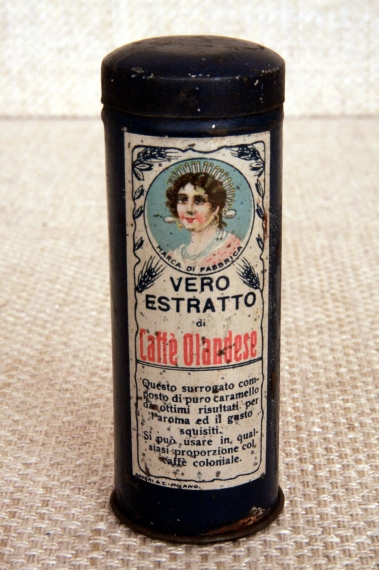 MARCA DI FABBRICA
VERO
ESTRATTO
di
Caffè Olandese
Questo surrogato com-
posto di puro caramello
dà ottimi risultati per
l'aroma ed il gusto
squisiti.
Si può usare in qual-
siasi proporzione col
caffè coloniale.
& C.-MILANO.